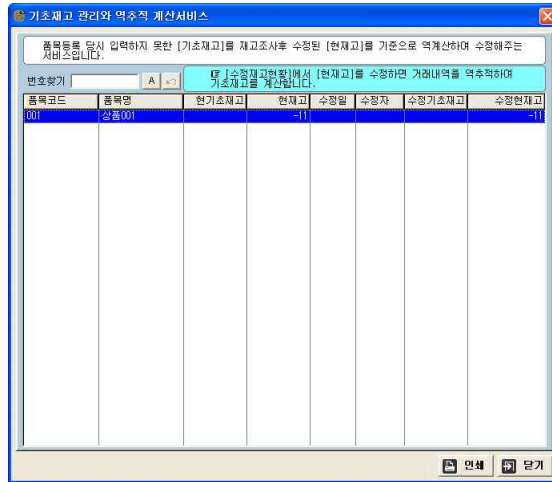 기초재고 관리와 역추적 계산서비스
품목등록 당시 입력하지 못한 [기초재고]를 재고조사후 수정된 [현재고]를 기준으로 역계산하여 수정해주는
서비스입니다.
번호찾기 A
☞ [수정재고현황]에서 [현재고]를 수정하면 거래내역을 역추적하여
기초재고를 계산합니다.
품목코드 품목명 현기초재고 현재고 수정일 수정자 수정기초재고 수정현재고
001 상품001 -11 -11
인쇄 닫기